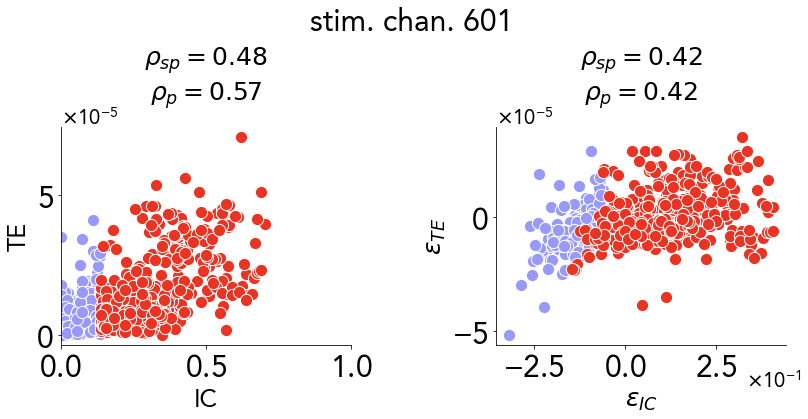 stim. chan. 601
ρsp = 0.48
ρp = 0.57
×10⁻⁵
5
0
TE
0.0 0.5 1.0
IC
ρsp = 0.42
ρp = 0.42
×10⁻⁵
0
−5
εTE
−2.5 0.0 2.5
×10⁻¹
εIC